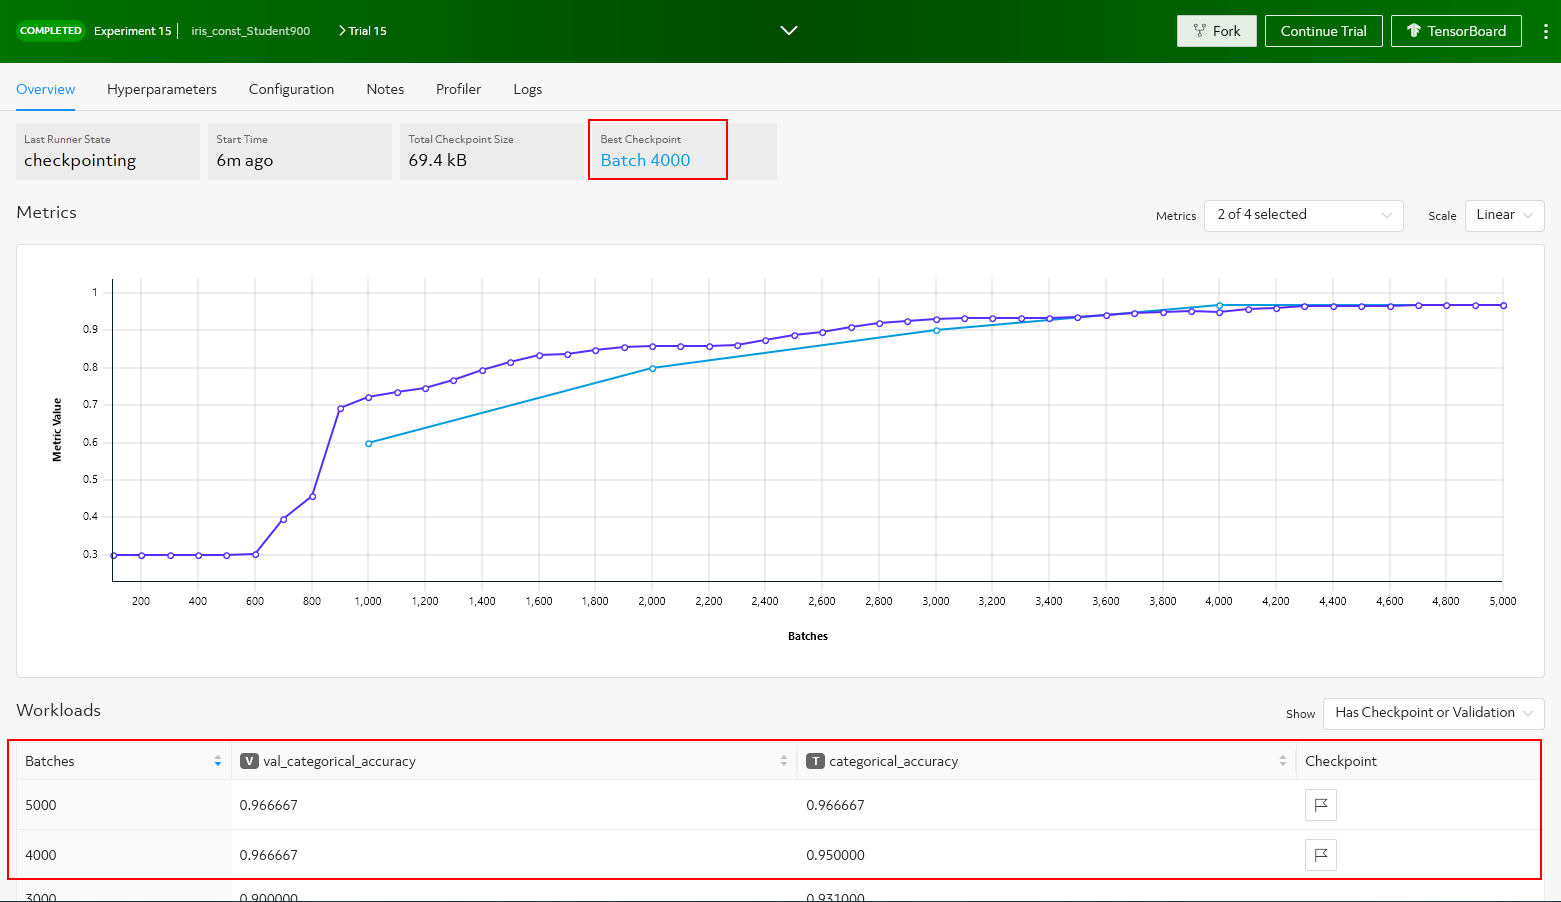 COMPLETED Experiment 15 iris_const_Student900 Trial 15 Fork Continue Trial TensorBoard
Overview Hyperparameters Configuration Notes Profiler Logs
Last Runner State Start Time Total Checkpoint Size Best Checkpoint
checkpointing 6m ago 69.4 kB Batch 4000
Metrics
Metrics 2 of 4 selected Scale Linear
1
0.9
0.8
0.7
0.6
0.5
0.4
0.3
Metric Value
200 400 600 800 1,000 1,200 1,400 1,600 1,800 2,000 2,200 2,400 2,600 2,800 3,000 3,200 3,400 3,600 3,800 4,000 4,200 4,400 4,600 4,800 5,000
Batches
Workloads
Show Has Checkpoint or Validation
Batches V val_categorical_accuracy T categorical_accuracy Checkpoint
5000 0.966667 0.966667
4000 0.966667 0.950000
3000 0.900000 0.931000